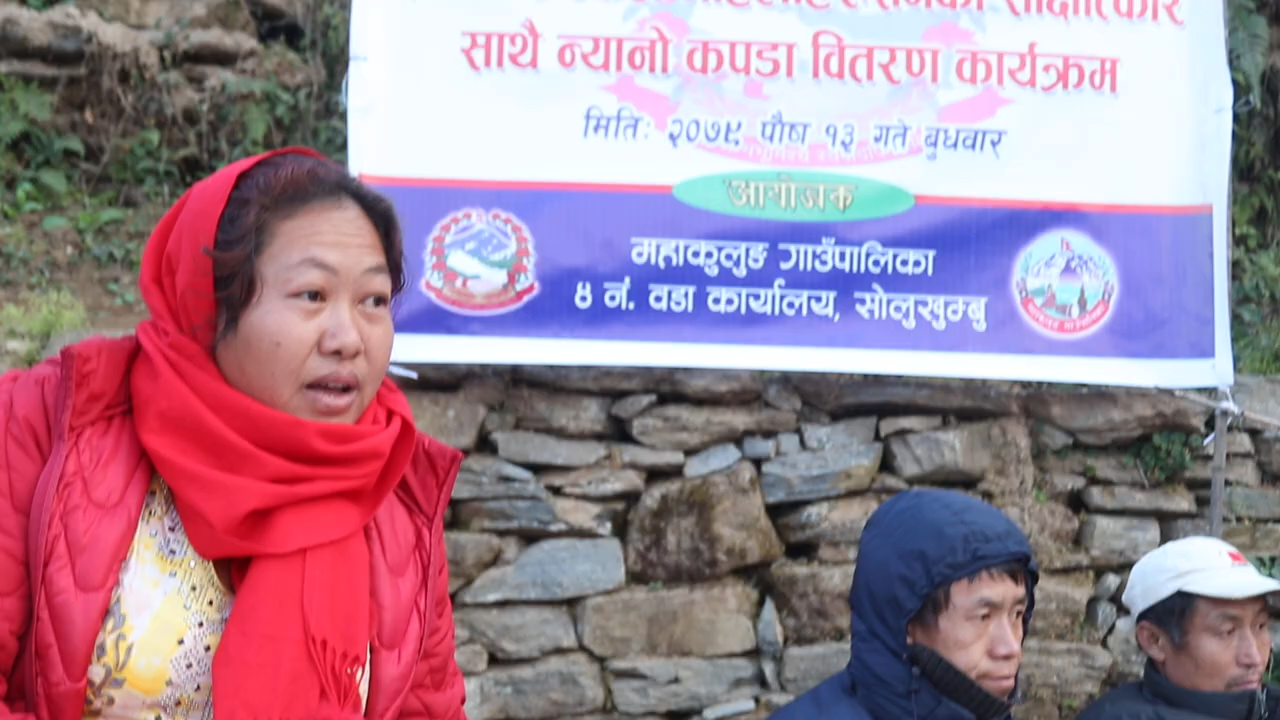 साथै न्यानो कपडा वितरण कार्यक्रम
मितिः २०७९ पौष १३ गते बुधवार
आयोजक
महाकुलुङ गाउँपालिका
४ नं. वडा कार्यालय, सोलुखुम्बु